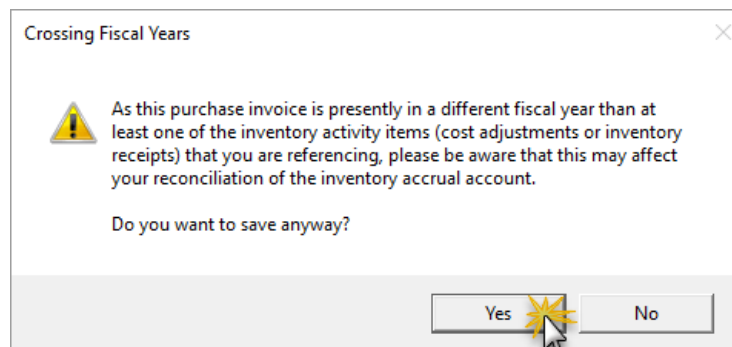 Crossing Fiscal Years
As this purchase invoice is presently in a different fiscal year than at
least one of the inventory activity items (cost adjustments or inventory
receipts) that you are referencing, please be aware that this may affect
your reconciliation of the inventory accrual account.
Do you want to save anyway?
Yes No